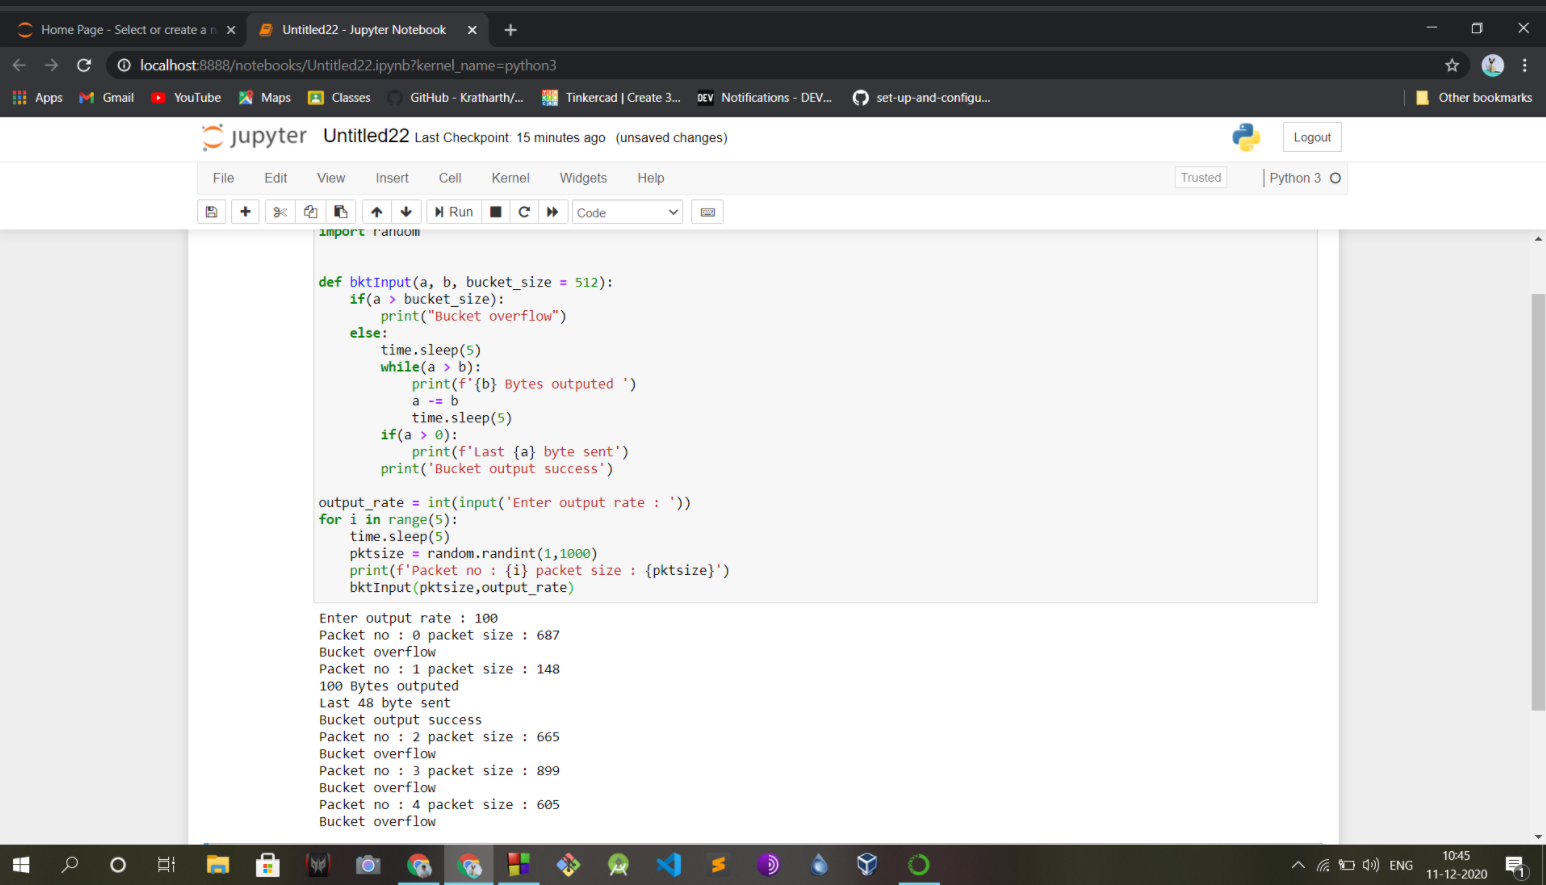 Home Page - Select or create a n
Untitled22 - Jupyter Notebook
localhost:8888/notebooks/Untitled22.ipynb?kernel_name=python3
Apps Gmail YouTube Maps Classes GitHub - Kratharth/... Tinkercad | Create 3... DEV Notifications - DEV... set-up-and-configu... Other bookmarks
jupyter Untitled22 Last Checkpoint: 15 minutes ago (unsaved changes) Logout
File Edit View Insert Cell Kernel Widgets Help Trusted Python 3
Run Code
import random
def bktInput(a, b, bucket_size = 512):
    if(a > bucket_size):
        print("Bucket overflow")
    else:
        time.sleep(5)
        while(a > b):
            print(f'{b} Bytes outputed ')
            a -= b
            time.sleep(5)
        if(a > 0):
            print(f'Last {a} byte sent')
        print('Bucket output success')
output_rate = int(input('Enter output rate : '))
for i in range(5):
    time.sleep(5)
    pktsize = random.randint(1,1000)
    print(f'Packet no : {i} packet size : {pktsize}')
    bktInput(pktsize,output_rate)
Enter output rate : 100
Packet no : 0 packet size : 687
Bucket overflow
Packet no : 1 packet size : 148
100 Bytes outputed
Last 48 byte sent
Bucket output success
Packet no : 2 packet size : 665
Bucket overflow
Packet no : 3 packet size : 899
Bucket overflow
Packet no : 4 packet size : 605
Bucket overflow
ENG
10:45
11-12-2020
1